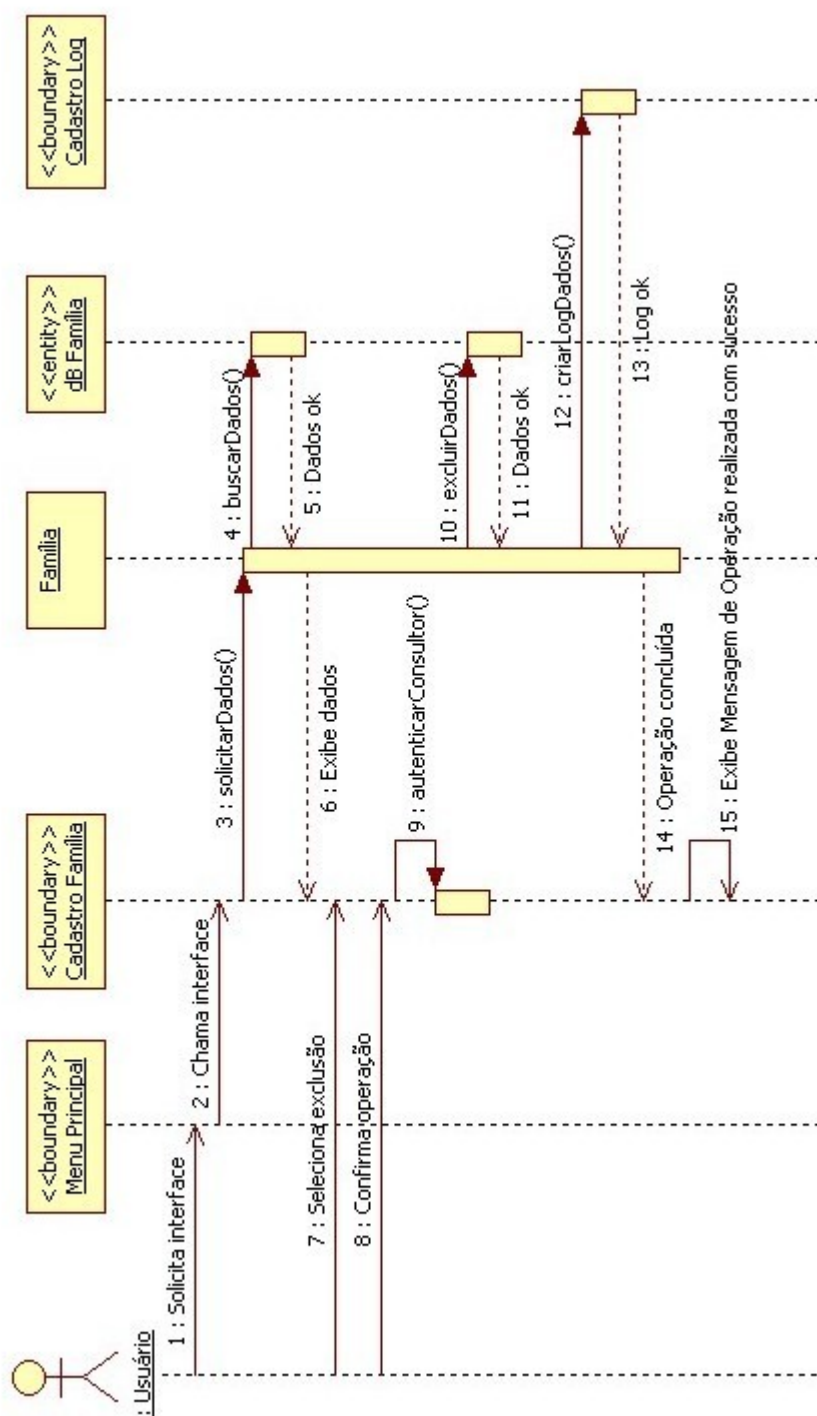 : Usuário
<<boundary>>
Menu Principal
<<boundary>>
Cadastro Família
Família
<<entity>>
dB Família
<<boundary>>
Cadastro Log
1 : Solicita interface
2 : Chama interface
3 : solicitarDados()
4 : buscarDados()
5 : Dados ok
6 : Exibe dados
7 : Seleciona exclusão
8 : Confirma operação
9 : autenticarConsultor()
10 : excluirDados()
11 : Dados ok
12 : criarLogDados()
13 : Log ok
14 : Operação concluída
15 : Exibe Mensagem de Operação realizada com sucesso